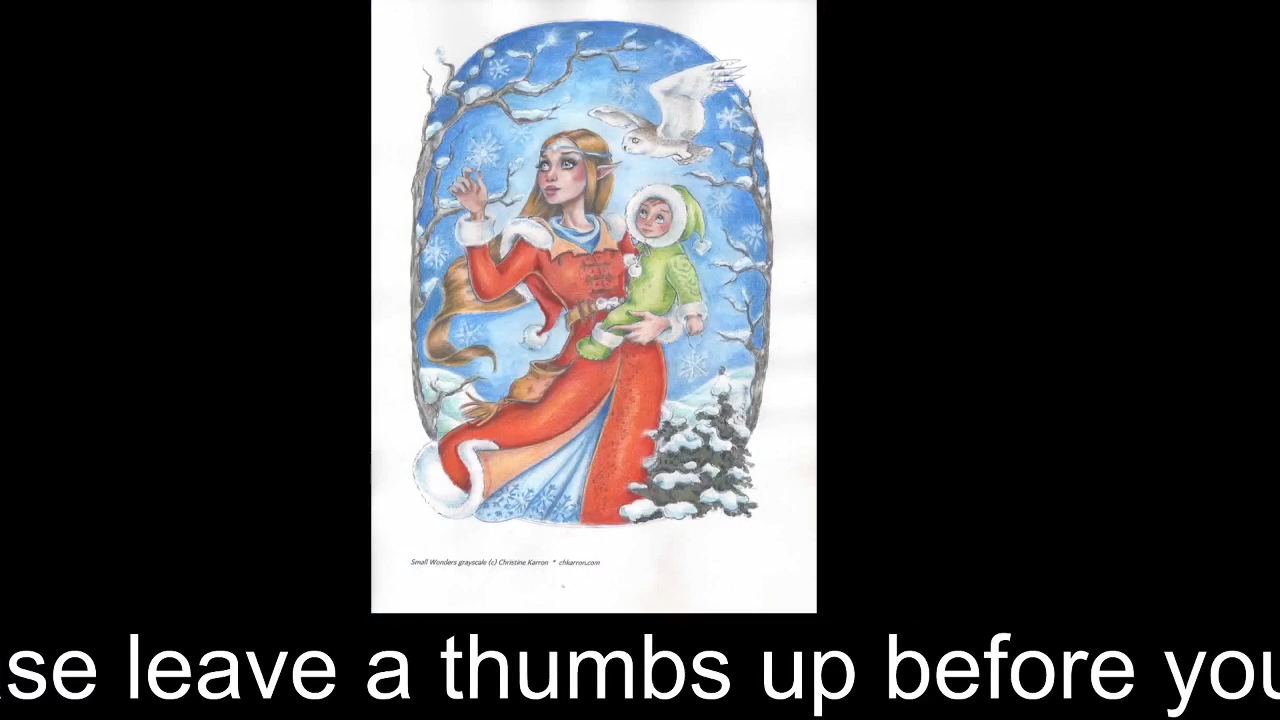 Small Wonders grayscale (c) Christine Karron * chkarron.com
se leave a thumbs up before you